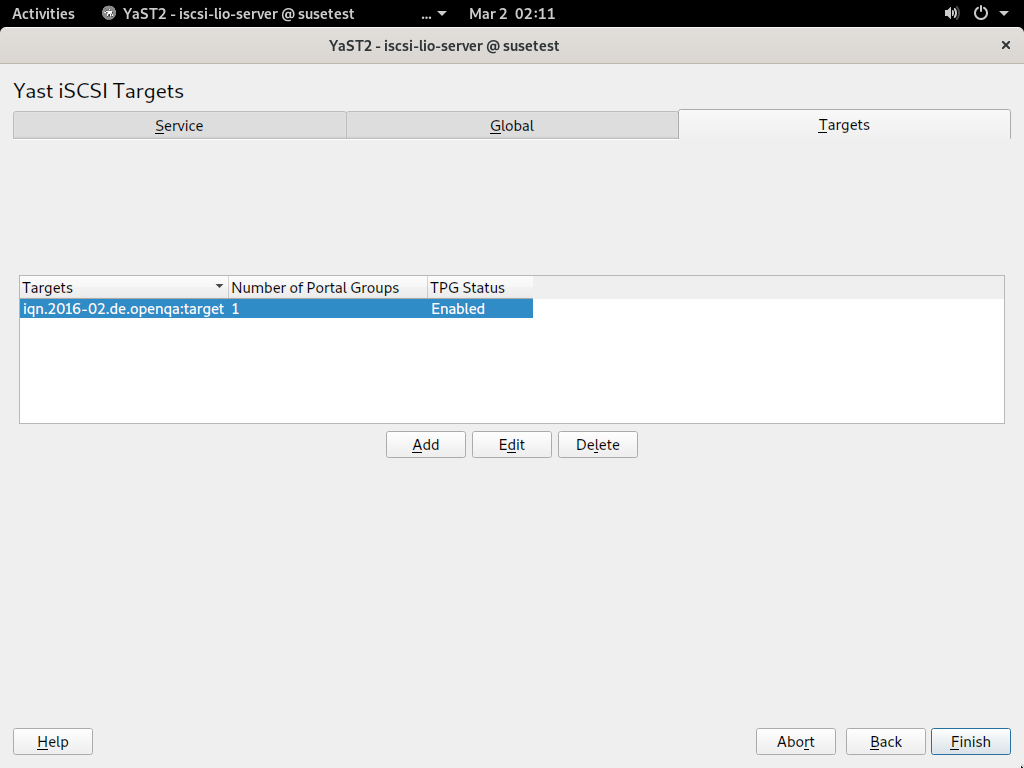 Activities YaST2 - iscsi-lio-server @ susetest ... Mar 2 02:11
YaST2 - iscsi-lio-server @ susetest ×
Yast iSCSI Targets
Service Global Targets
Targets Number of Portal Groups TPG Status
iqn.2016-02.de.openqa:target 1 Enabled
Add Edit Delete
Help Abort Back Finish